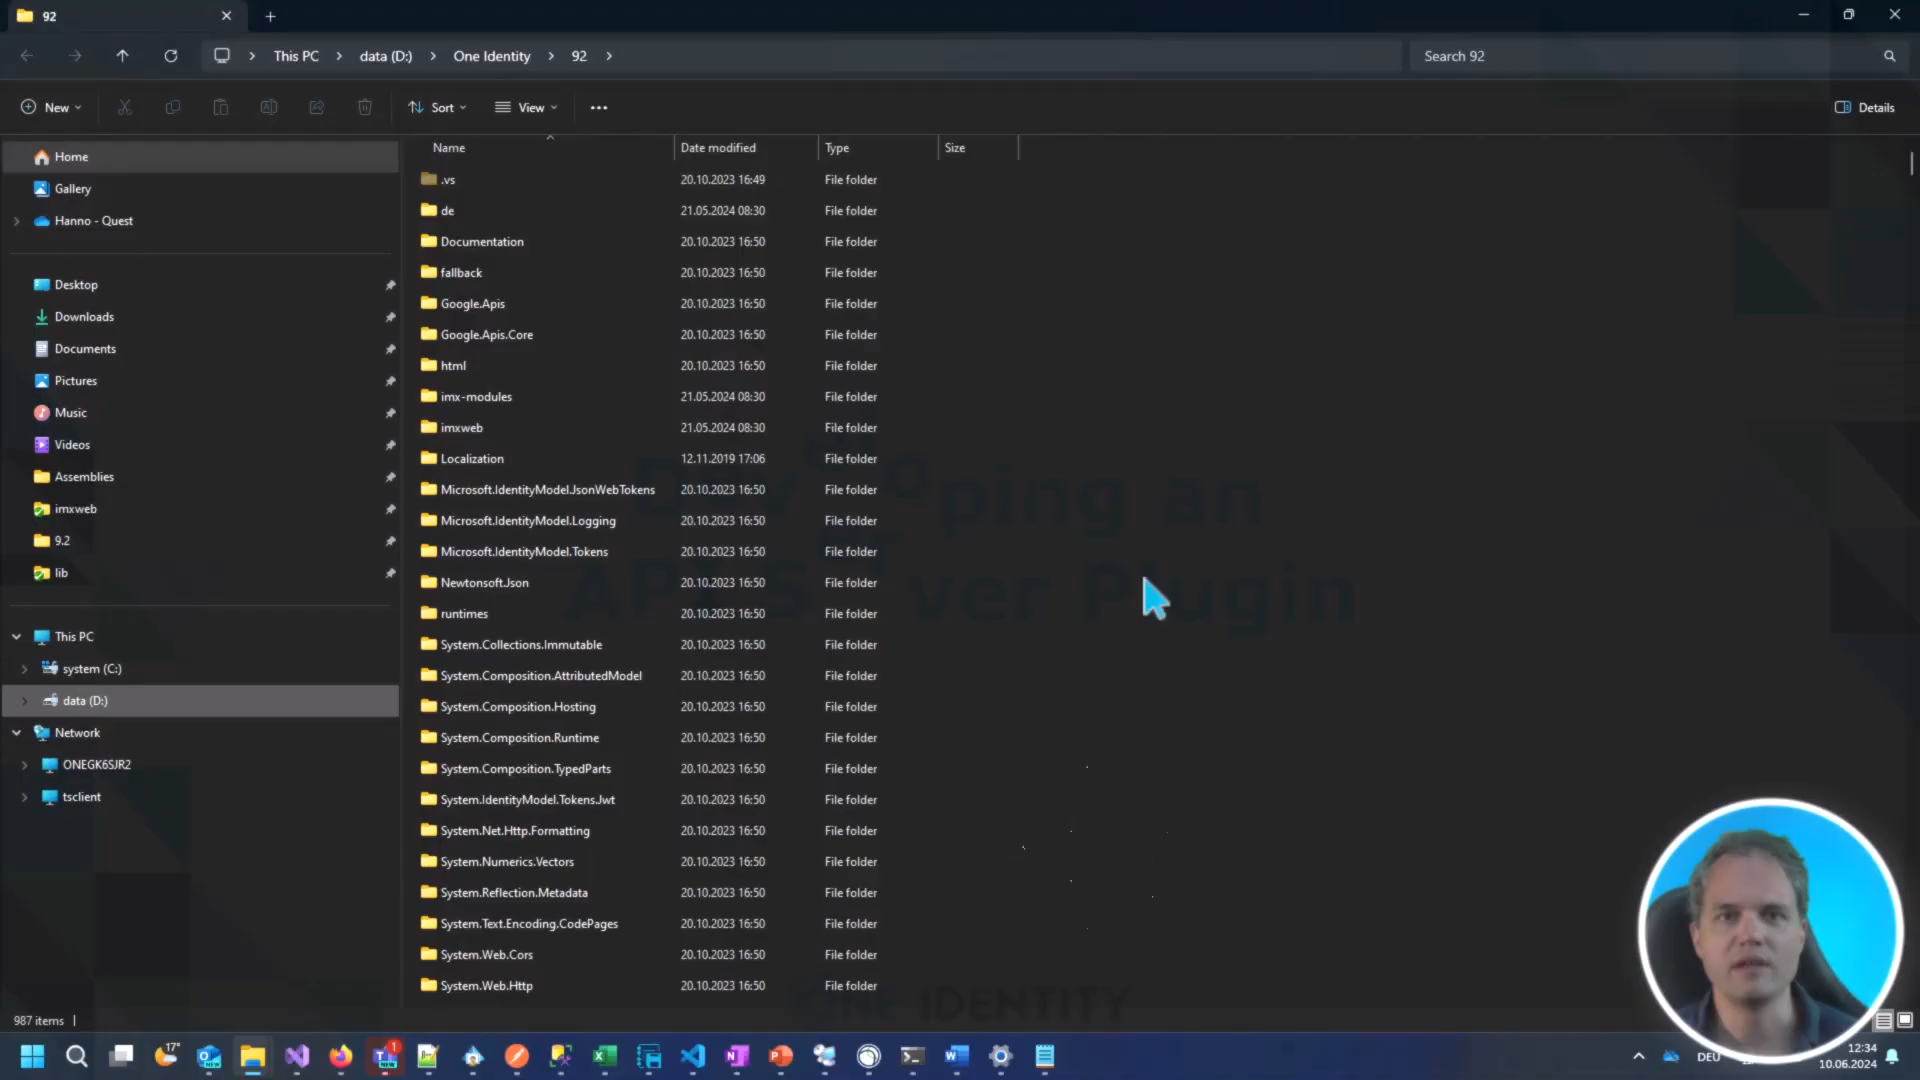 92
This PC
data (D:)
One Identity
92
Search 92
New
Sort
View
Details
Home
Gallery
Hanno - Quest
Desktop
Downloads
Documents
Pictures
Music
Videos
Assemblies
imxweb
9.2
lib
This PC
system (C:)
data (D:)
Network
ONEGK6SJR2
tsclient
Name Date modified Type Size
.vs 20.10.2023 16:49 File folder
de 21.05.2024 08:30 File folder
Documentation 20.10.2023 16:50 File folder
fallback 20.10.2023 16:50 File folder
Google.Apis 20.10.2023 16:50 File folder
Google.Apis.Core 20.10.2023 16:50 File folder
html 20.10.2023 16:50 File folder
imx-modules 21.05.2024 08:30 File folder
imxweb 21.05.2024 08:30 File folder
Localization 12.11.2019 17:06 File folder
Microsoft.IdentityModel.JsonWebTokens 20.10.2023 16:50 File folder
Microsoft.IdentityModel.Logging 20.10.2023 16:50 File folder
Microsoft.IdentityModel.Tokens 20.10.2023 16:50 File folder
Newtonsoft.Json 20.10.2023 16:50 File folder
runtimes 20.10.2023 16:50 File folder
System.Collections.Immutable 20.10.2023 16:50 File folder
System.Composition.AttributedModel 20.10.2023 16:50 File folder
System.Composition.Hosting 20.10.2023 16:50 File folder
System.Composition.Runtime 20.10.2023 16:50 File folder
System.Composition.TypedParts 20.10.2023 16:50 File folder
System.IdentityModel.Tokens.Jwt 20.10.2023 16:50 File folder
System.Net.Http.Formatting 20.10.2023 16:50 File folder
System.Numerics.Vectors 20.10.2023 16:50 File folder
System.Reflection.Metadata 20.10.2023 16:50 File folder
System.Text.Encoding.CodePages 20.10.2023 16:50 File folder
System.Web.Cors 20.10.2023 16:50 File folder
System.Web.Http 20.10.2023 16:50 File folder
Developing an
API Server Plugin
ONE IDENTITY
987 items
17°
1
DEU
12:34
10.06.2024